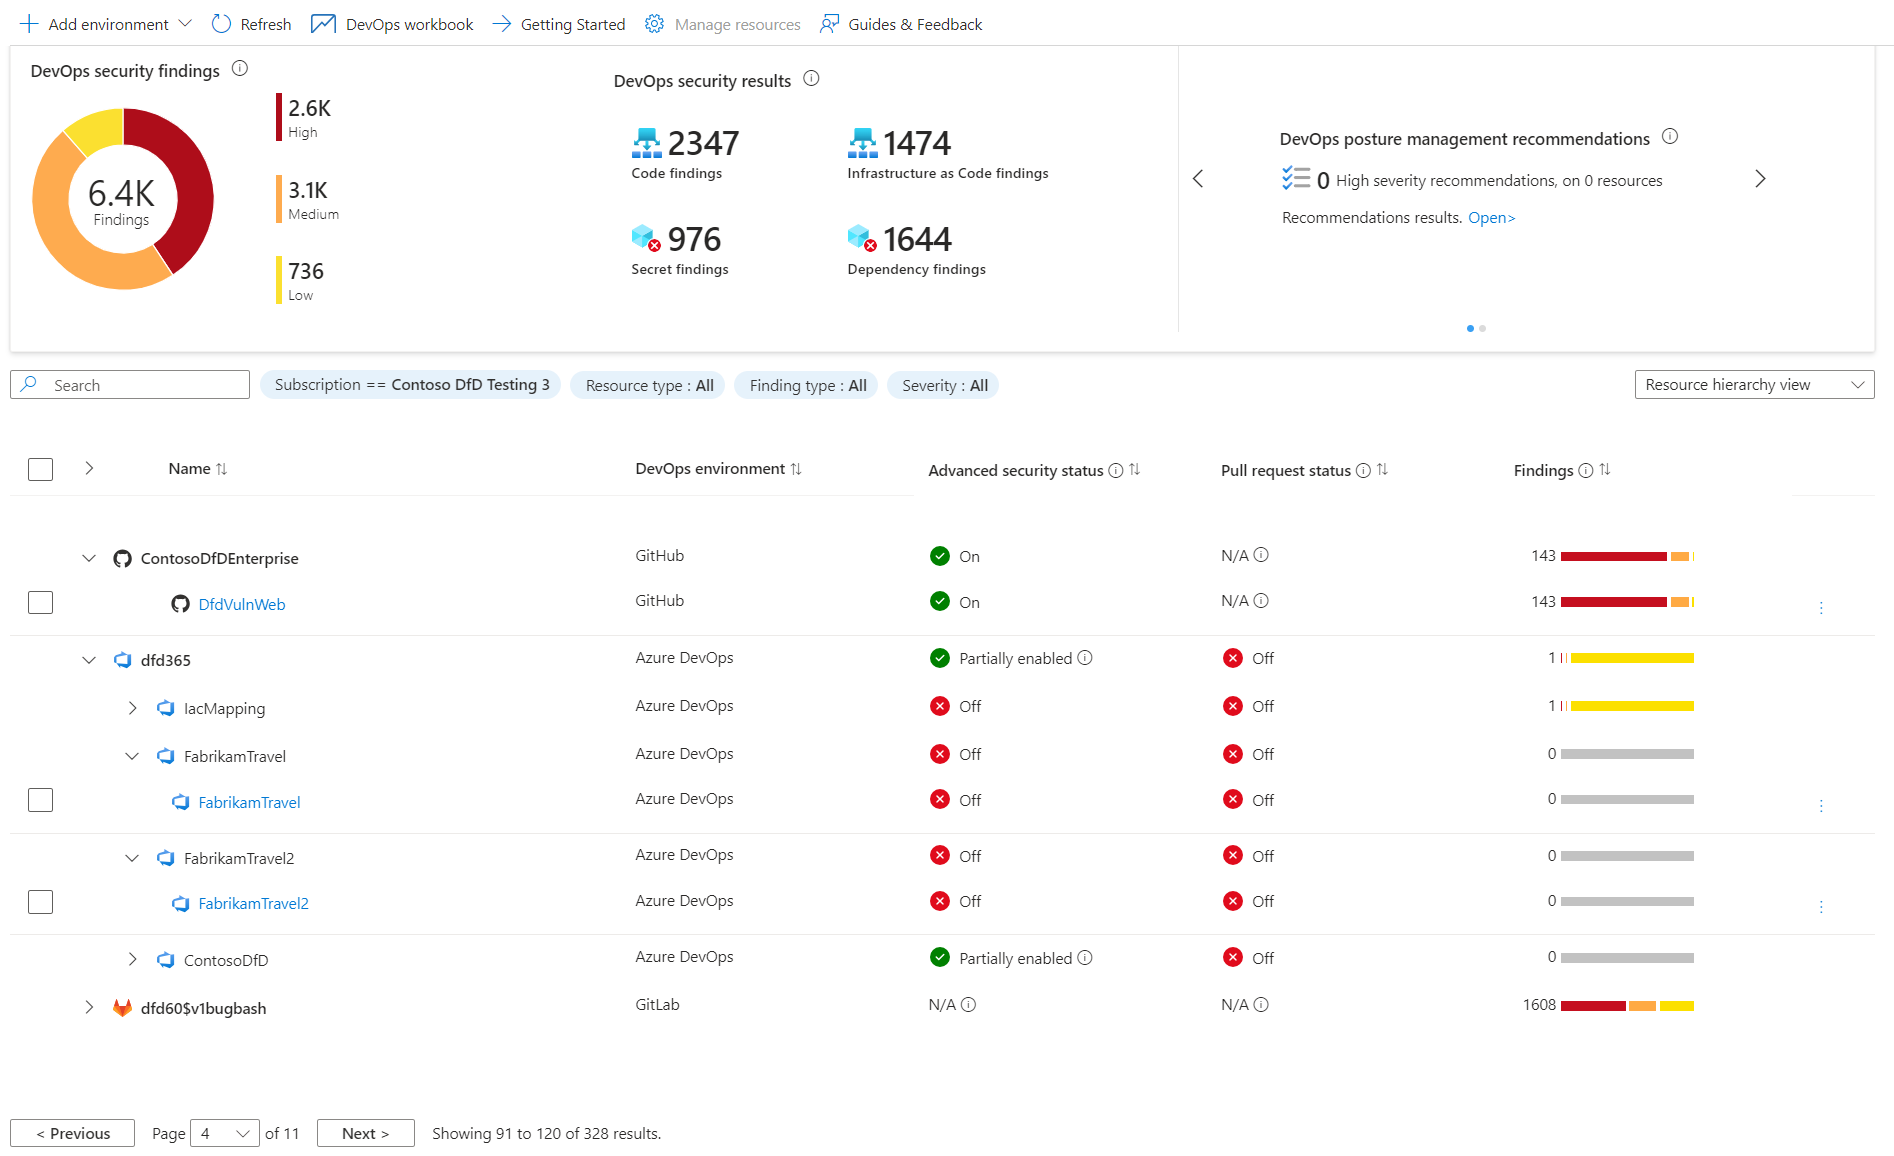 Add environment
Refresh
DevOps workbook
Getting Started
Manage resources
Guides & Feedback
DevOps security findings
6.4K
Findings
2.6K
High
3.1K
Medium
736
Low
DevOps security results
2347
Code findings
1474
Infrastructure as Code findings
976
Secret findings
1644
Dependency findings
DevOps posture management recommendations
0 High severity recommendations, on 0 resources
Recommendations results. Open>
Search
Subscription == Contoso DfD Testing 3
Resource type : All
Finding type : All
Severity : All
Resource hierarchy view
Name
DevOps environment
Advanced security status
Pull request status
Findings
ContosoDfDEnterprise GitHub On N/A 143
DfdVulnWeb GitHub On N/A 143
dfd365 Azure DevOps Partially enabled Off 1
IacMapping Azure DevOps Off Off 1
FabrikamTravel Azure DevOps Off Off 0
FabrikamTravel Azure DevOps Off Off 0
FabrikamTravel2 Azure DevOps Off Off 0
FabrikamTravel2 Azure DevOps Off Off 0
ContosoDfD Azure DevOps Partially enabled Off 0
dfd60$v1bugbash GitLab N/A N/A 1608
< Previous Page 4 of 11 Next > Showing 91 to 120 of 328 results.